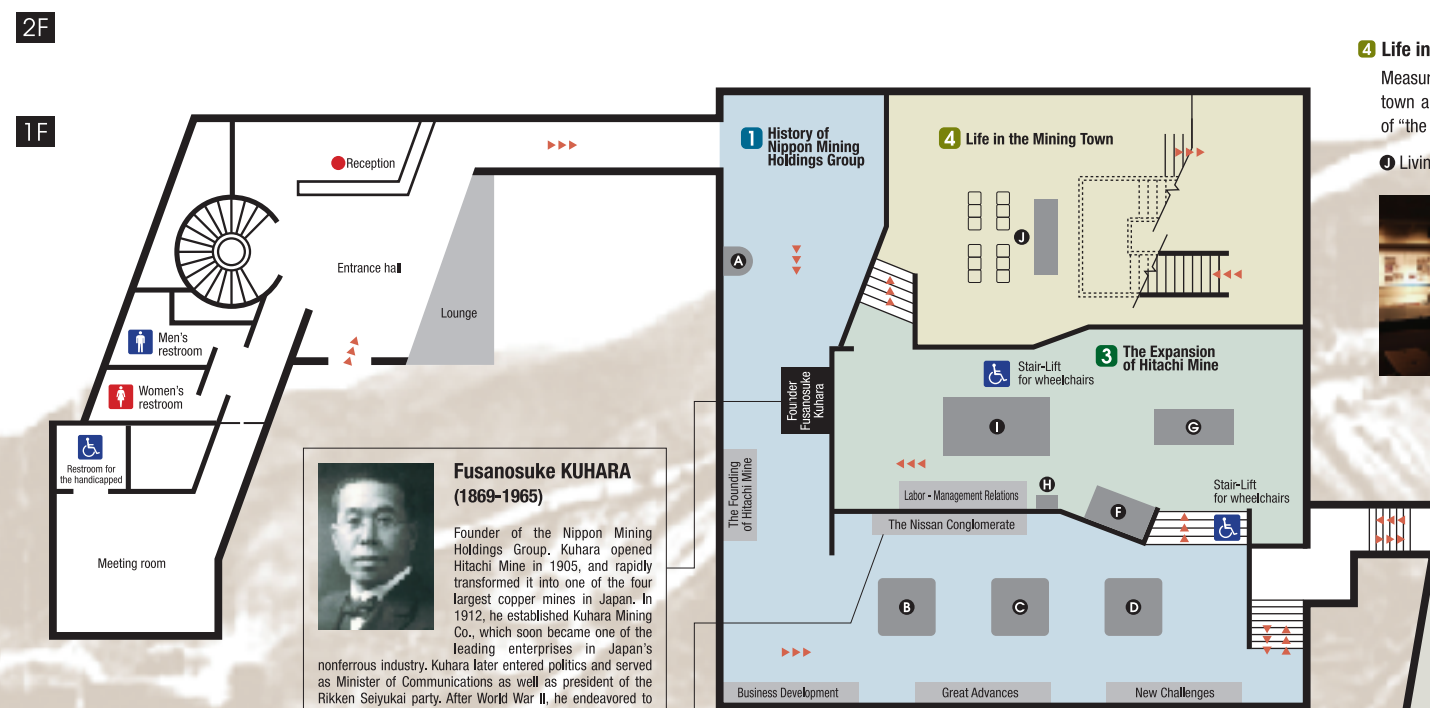 2F
1F
Reception
Entrance hall
Lounge
Men's
restroom
Women's
restroom
Restroom for
the handicapped
Meeting room
1 History of
Nippon Mining
Holdings Group
A
4 Life in the Mining Town
J
3 The Expansion
of Hitachi Mine
Stair-Lift
for wheelchairs
I
G
Founder
Fusanosuke
Kuhara
The Founding
of Hitachi Mine
Labor - Management Relations
H
F
Stair-Lift
for wheelchairs
The Nissan Conglomerate
B
C
D
Business Development
Great Advances
New Challenges
Fusanosuke KUHARA
(1869-1965)
Founder of the Nippon Mining
Holdings Group. Kuhara opened
Hitachi Mine in 1905, and rapidly
transformed it into one of the four
largest copper mines in Japan. In
1912, he established Kuhara Mining
Co., which soon became one of the
leading enterprises in Japan's
nonferrous industry. Kuhara later entered politics and served
as Minister of Communications as well as president of the
Rikken Seiyukai party. After World War II, he endeavored to
4 Life in
Measur
town a
of “the
J Livin